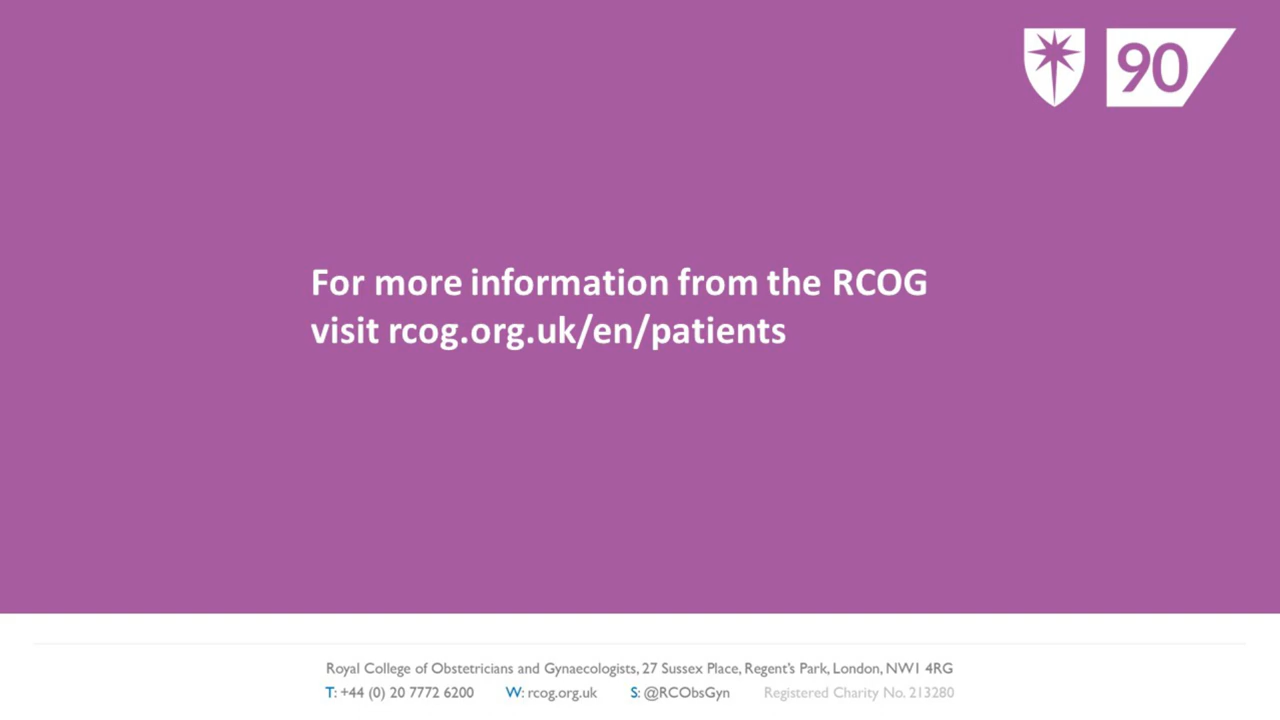 90
For more information from the RCOG
visit rcog.org.uk/en/patients
Royal College of Obstetricians and Gynaecologists, 27 Sussex Place, Regent's Park, London, NW1 4RG
T: +44 (0) 20 7772 6200 W: rcog.org.uk S: @RCObsGyn Registered Charity No. 213280